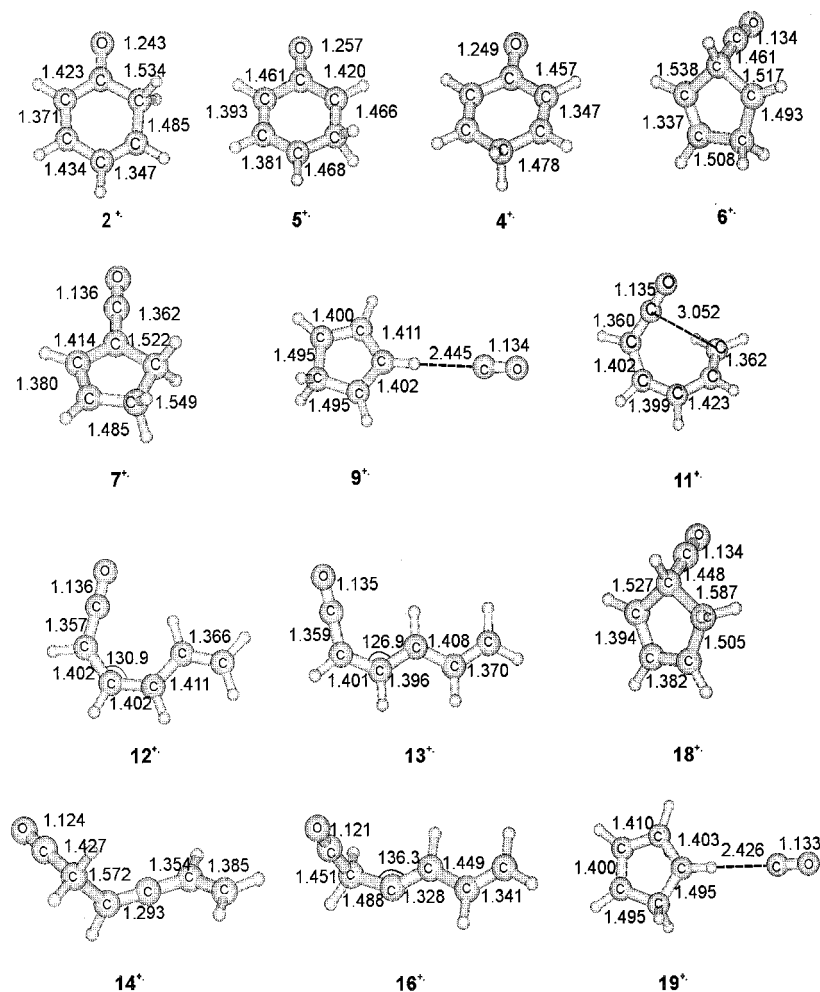 O 1.243 O 1.257 1.249 O O C 1.134
1.423 C 1.534 1.461 C 1.420 C 1.457 C 1.461
C C C C C C 1.538 C 1.517 C
1.371 1.485 1.393 1.466 1.347 1.493
C C C C C C 1.337 C C
1.434 C 1.347 1.381 C 1.468 C 1.478 1.508
2+· 5+· 4+· 6+·
O O
1.136 C 1.362 1.135 C 3.052
1.400 C 1.411 1.134 1.360
1.414 C 1.522 C C 2.445 C O C C
C C 1.495 1.402 1.362
1.380 C C 1.549 C C 1.402 C C
1.485 1.495 1.399 C 1.423
7+· 9+· 11+·
O O O
1.136 C 1.135 C C 1.134
1.448
1.357 1.366 1.359 126.9 C 1.408 C 1.527 C 1.587
C 130.9 C C C C C C
1.402 C C 1.411 1.401 C 1.396 C 1.370 1.394 1.505
1.402 C C
1.382
12+· 13+· 18+·
O 1.124 O 1.121 1.410 C 1.403
C 1.427 1.354 1.385 C 136.3 C 1.449 C C 2.426 1.133
C 1.572 C C C 1.451 C C C 1.400 C C O
C 1.293 1.488 1.328 1.341 C 1.495
1.495 C
14+· 16+· 19+·